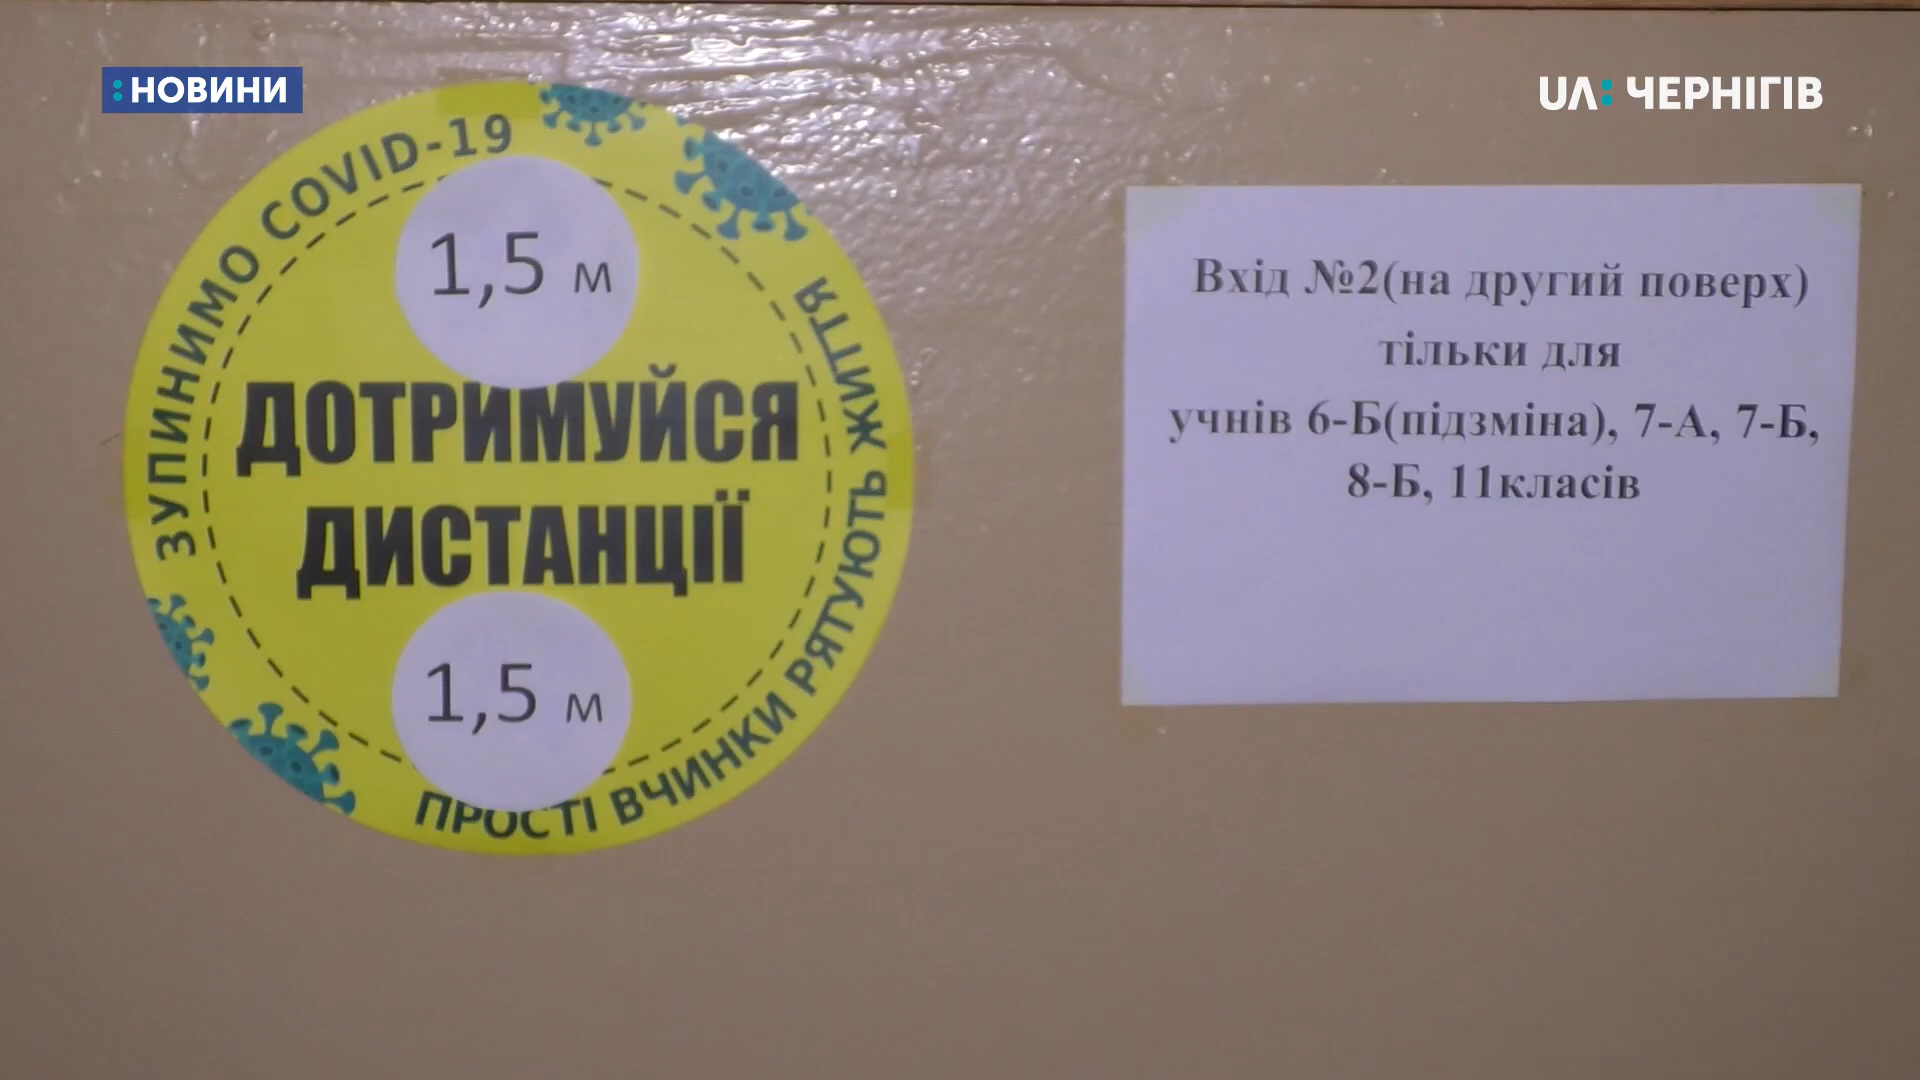 :НОВИНИ
UA: ЧЕРНІГІВ
ЗУПИНИМО COVID-19
1,5 м
ДОТРИМУЙСЯ
ДИСТАНЦІЇ
1,5 м
ПРОСТІ ВЧИНКИ РЯТУЮТЬ ЖИТТЯ
Вхід №2(на другий поверх)
тільки для
учнів 6-Б(підзміна), 7-А, 7-Б,
8-Б, 11класів